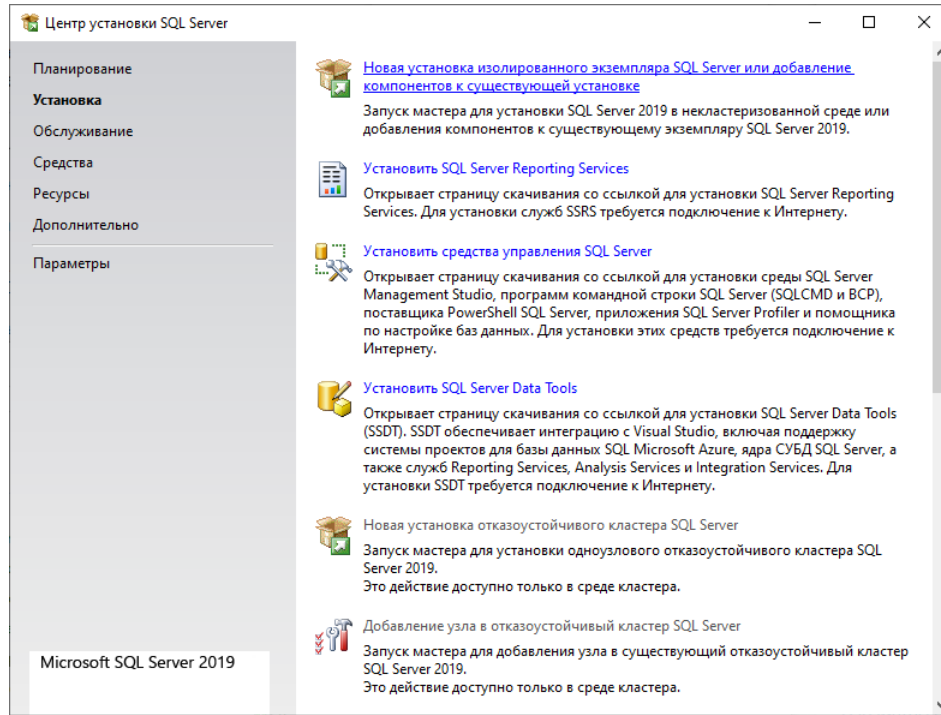 Центр установки SQL Server
Планирование
Установка
Обслуживание
Средства
Ресурсы
Дополнительно
Параметры
Microsoft SQL Server 2019
Новая установка изолированного экземпляра SQL Server или добавление
компонентов к существующей установке
Запуск мастера для установки SQL Server 2019 в некластеризованной среде или
добавления компонентов к существующему экземпляру SQL Server 2019.
Установить SQL Server Reporting Services
Открывает страницу скачивания со ссылкой для установки SQL Server Reporting
Services. Для установки служб SSRS требуется подключение к Интернету.
Установить средства управления SQL Server
Открывает страницу скачивания со ссылкой для установки среды SQL Server
Management Studio, программ командной строки SQL Server (SQLCMD и BCP),
поставщика PowerShell SQL Server, приложения SQL Server Profiler и помощника
по настройке баз данных. Для установки этих средств требуется подключение к
Интернету.
Установить SQL Server Data Tools
Открывает страницу скачивания со ссылкой для установки SQL Server Data Tools
(SSDT). SSDT обеспечивает интеграцию с Visual Studio, включая поддержку
системы проектов для базы данных SQL Microsoft Azure, ядра СУБД SQL Server, а
также служб Reporting Services, Analysis Services и Integration Services. Для
установки SSDT требуется подключение к Интернету.
Новая установка отказоустойчивого кластера SQL Server
Запуск мастера для установки одноузлового отказоустойчивого кластера SQL
Server 2019.
Это действие доступно только в среде кластера.
Добавление узла в отказоустойчивый кластер SQL Server
Запуск мастера для добавления узла в существующий отказоустойчивый кластер
SQL Server 2019.
Это действие доступно только в среде кластера.